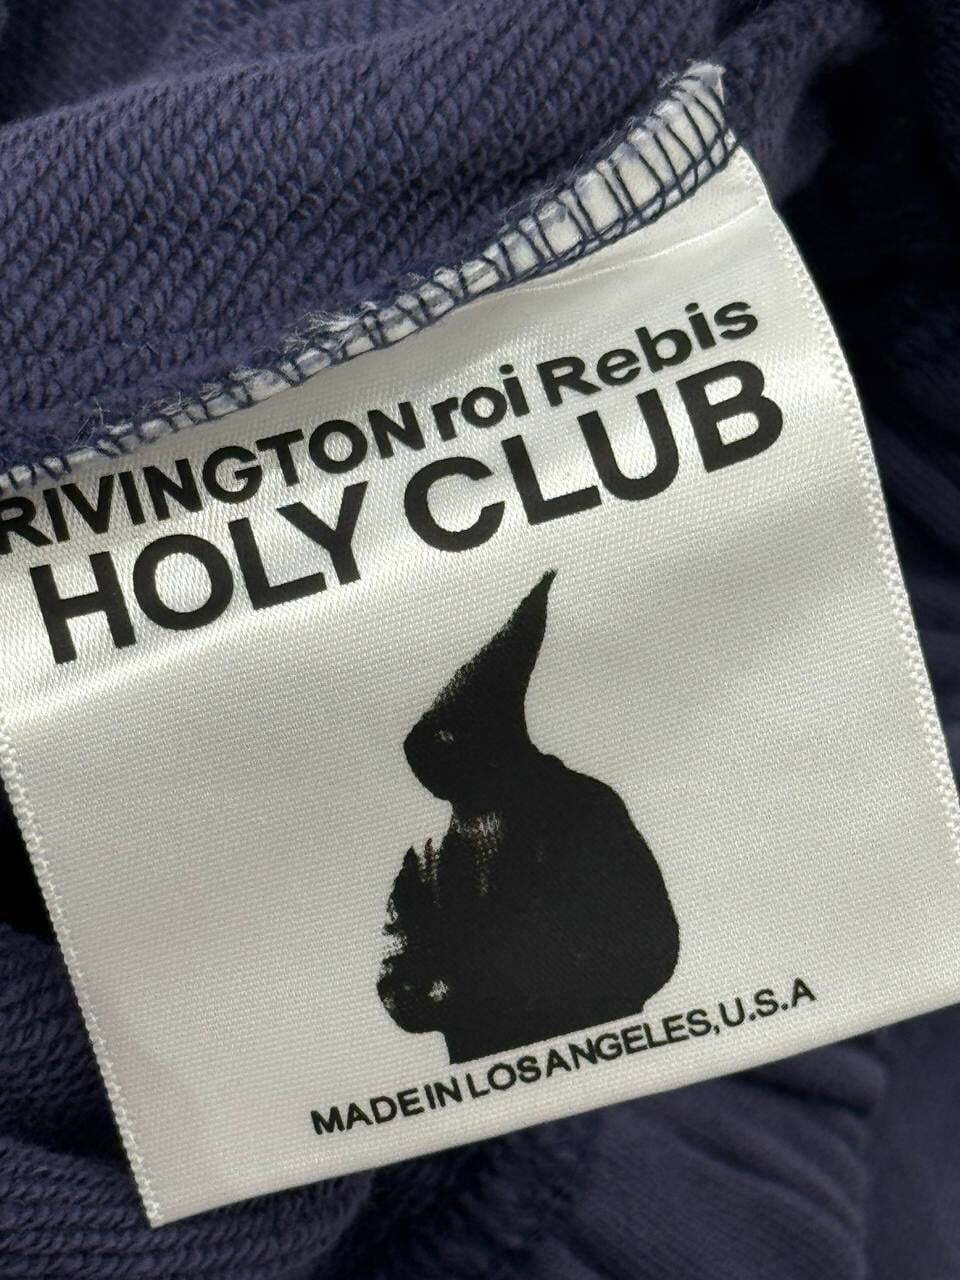 RIVINGTON roi Rebis
HOLY CLUB
MADE IN LOS ANGELES, U.S.A